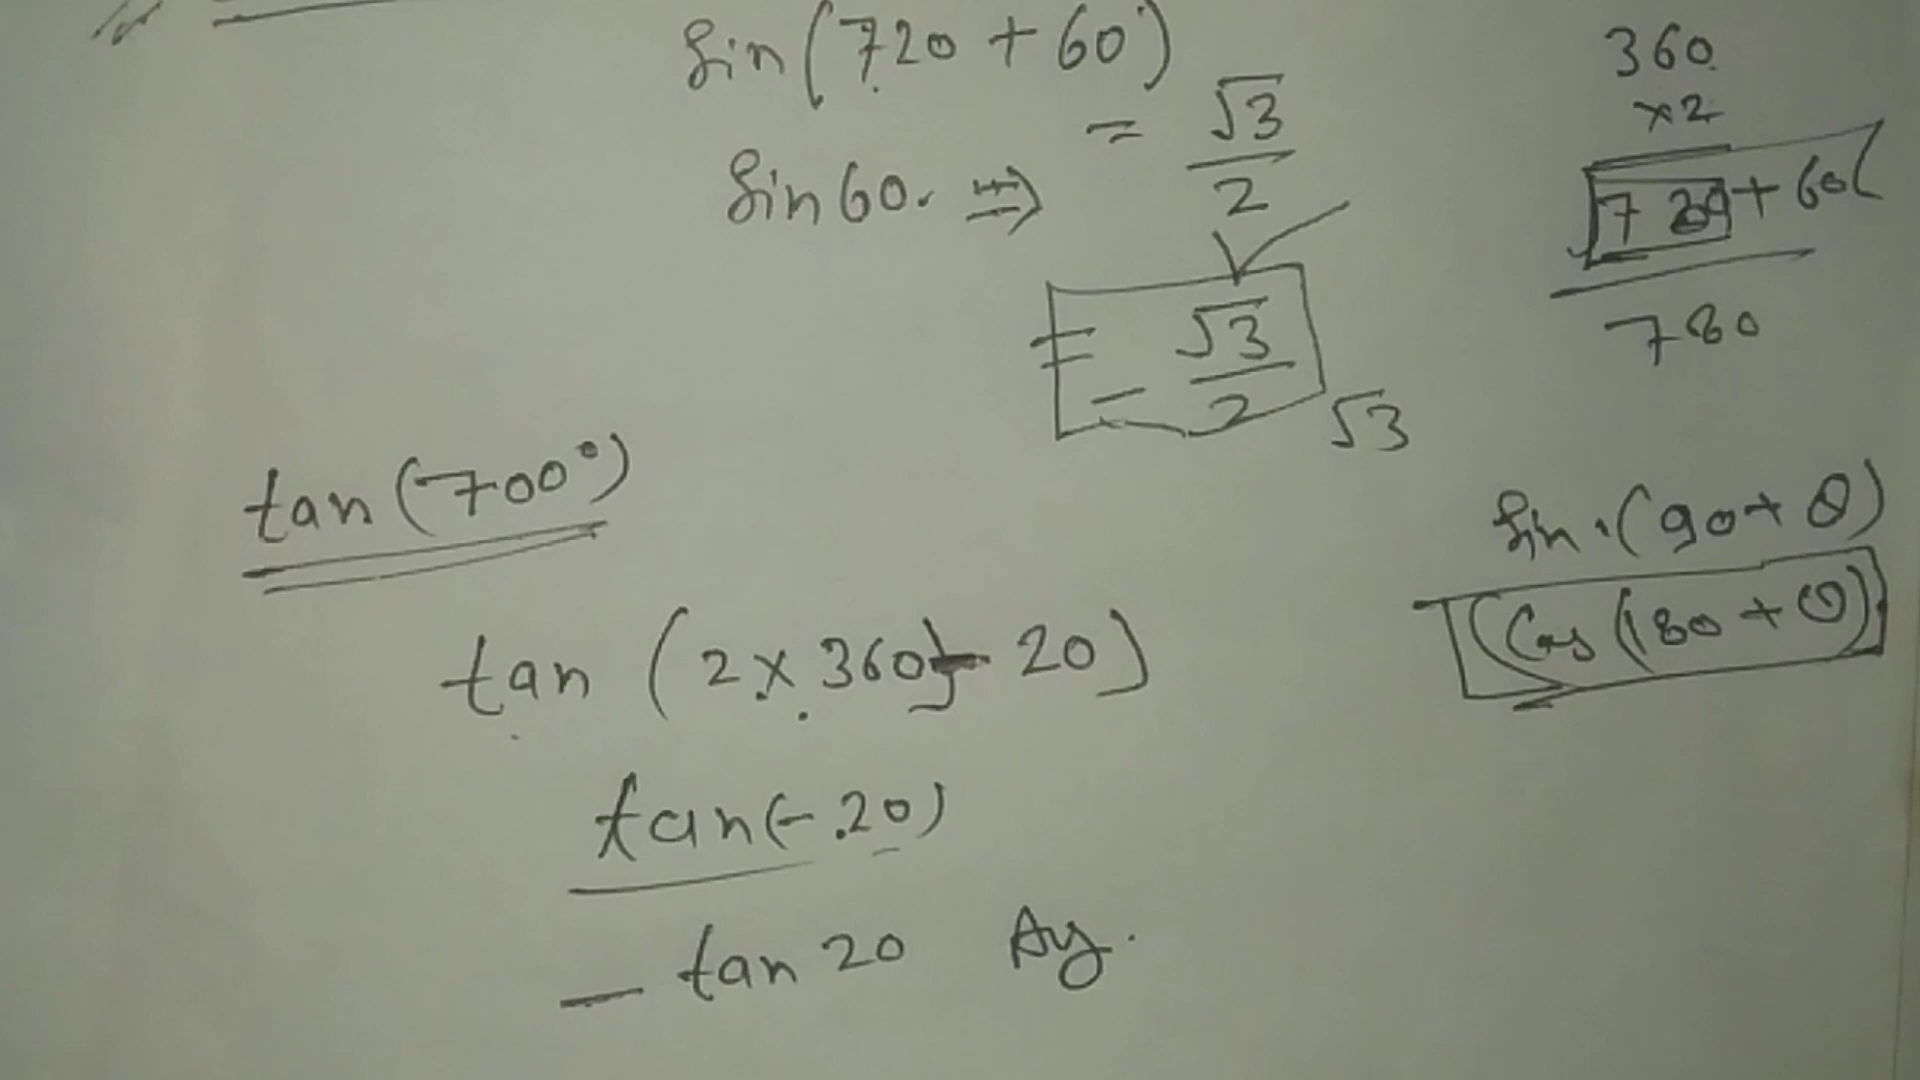 sin(720 + 60)
= √3/2
sin 60. ⇒
= √3/2
√3
360
×2
720 + 60
780
tan(700°)
tan (2×360 - 20)
tan(-20)
- tan 20
sin.(90+θ)
Cos(180+θ)